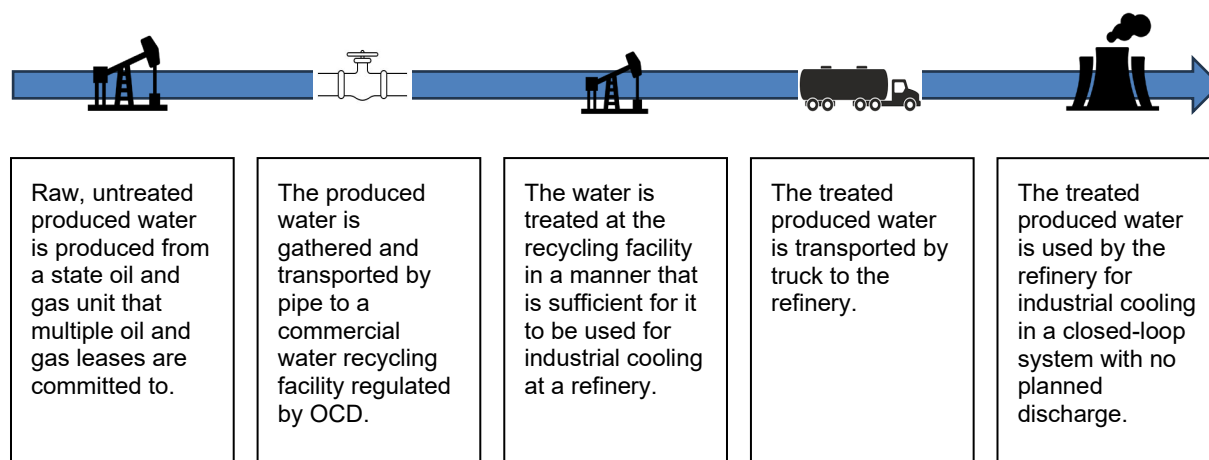 Raw, untreated
produced water
is produced from
a state oil and
gas unit that
multiple oil and
gas leases are
committed to.
The produced
water is
gathered and
transported by
pipe to a
commercial
water recycling
facility regulated
by OCD.
The water is
treated at the
recycling facility
in a manner that
is sufficient for it
to be used for
industrial cooling
at a refinery.
The treated
produced water
is transported by
truck to the
refinery.
The treated
produced water
is used by the
refinery for
industrial cooling
in a closed-loop
system with no
planned
discharge.